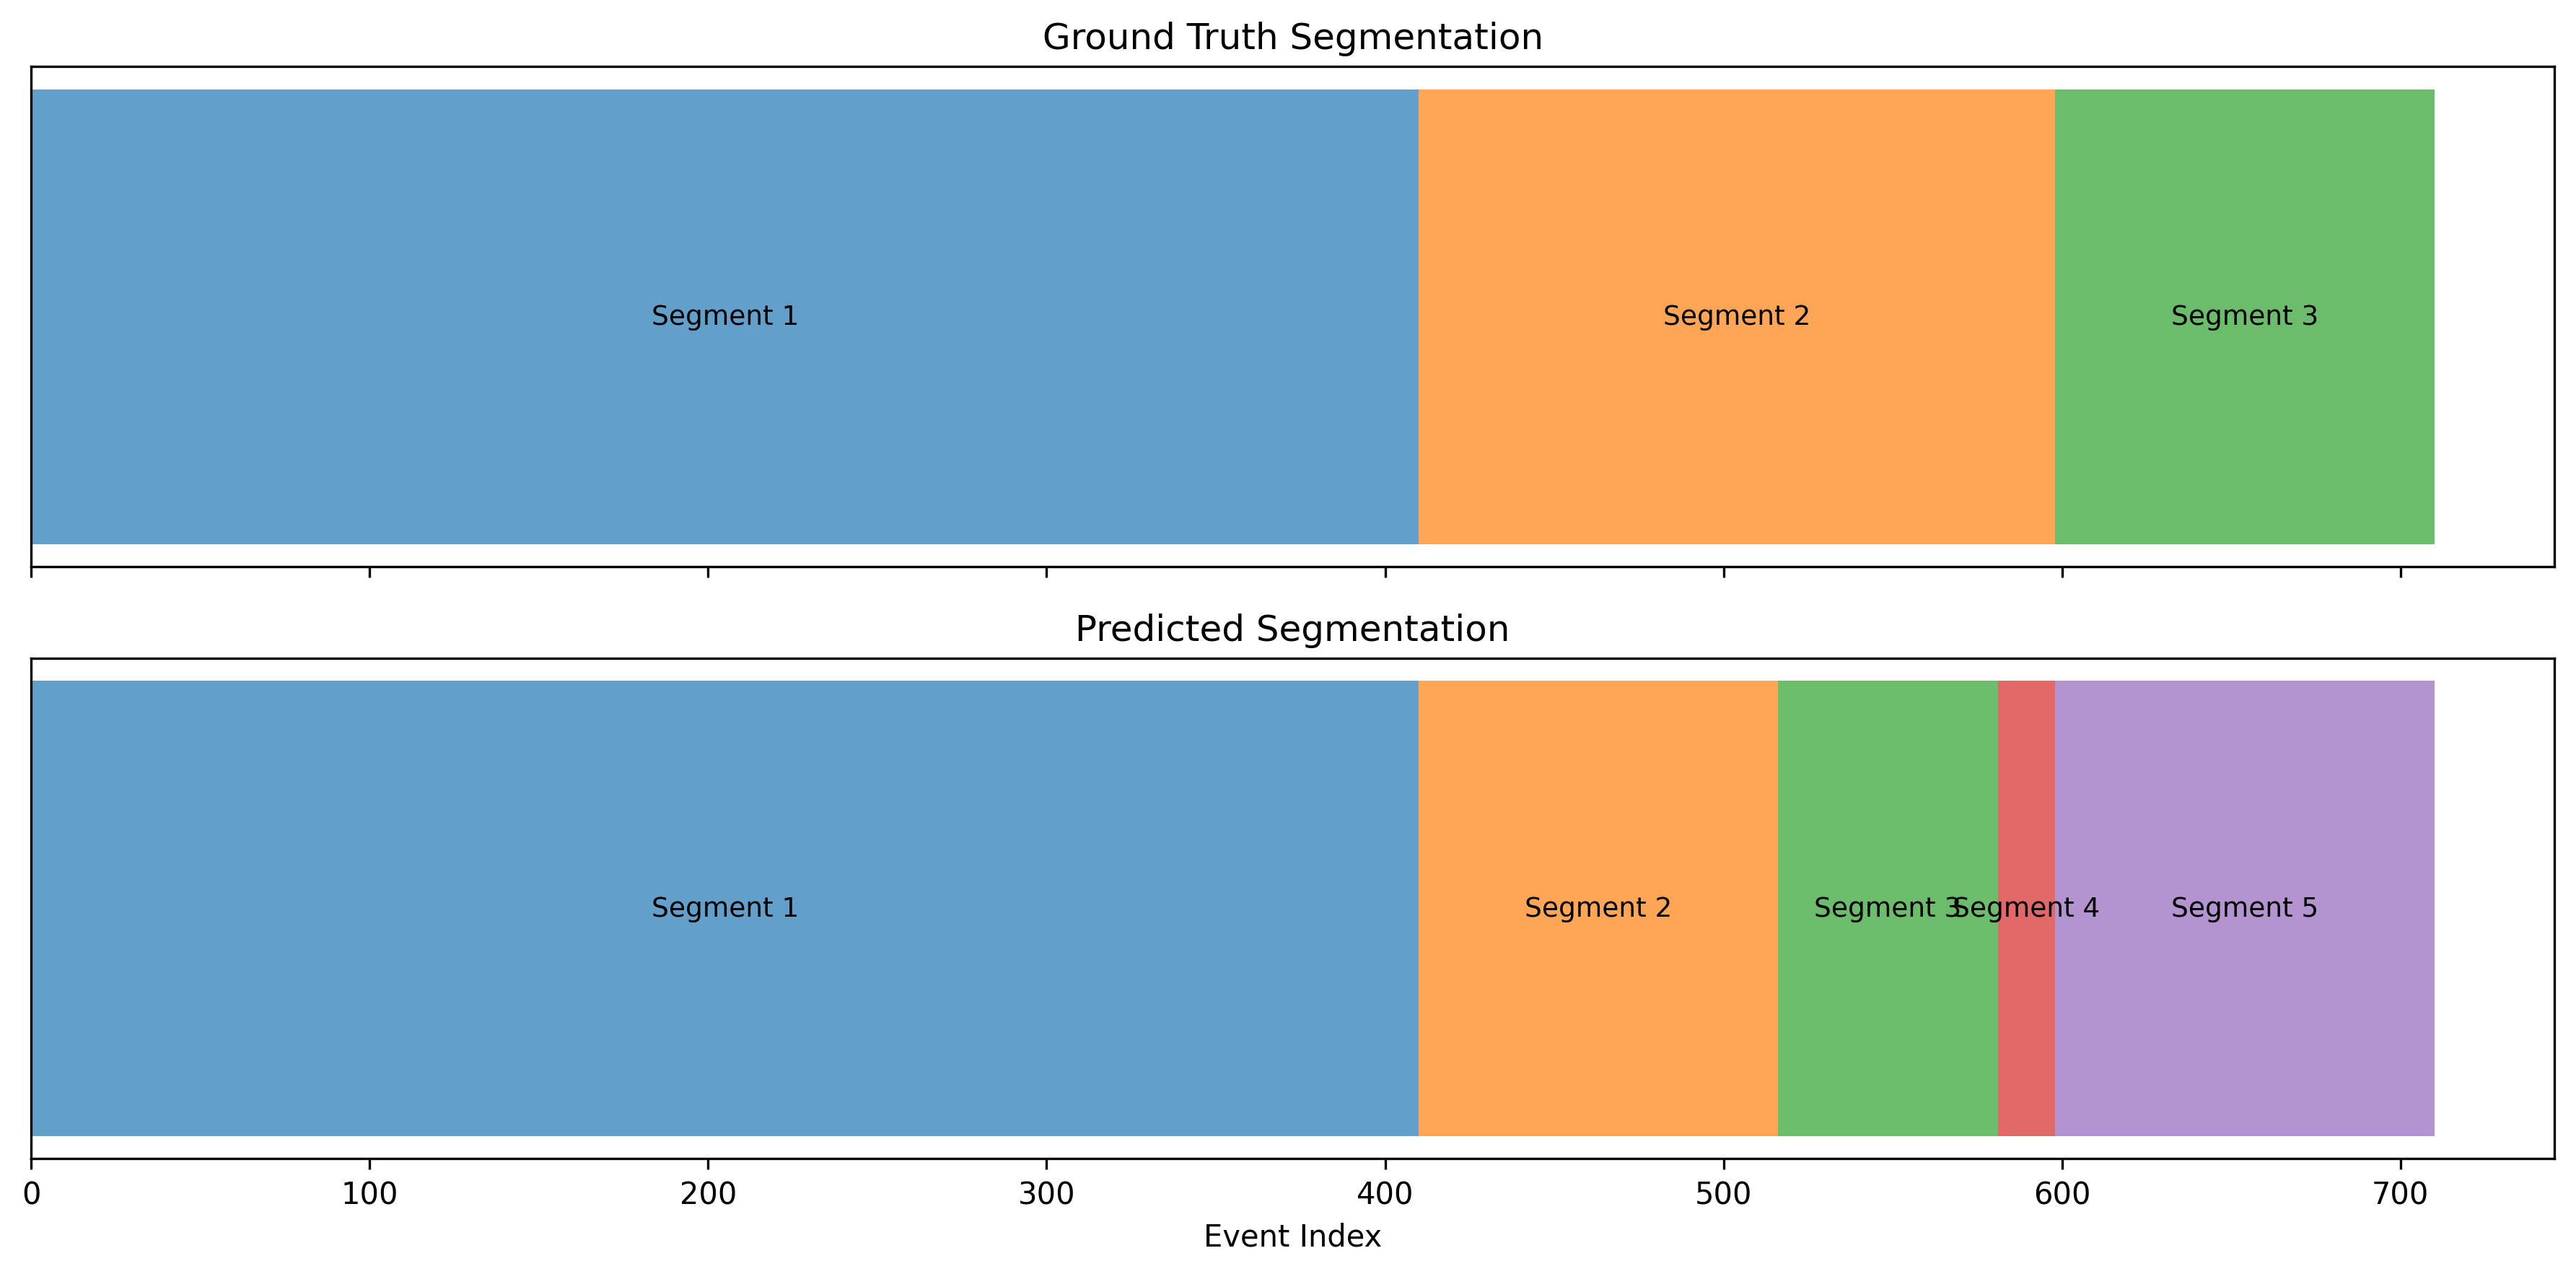 Ground Truth Segmentation
Segment 1 Segment 2 Segment 3
Predicted Segmentation
Segment 1 Segment 2 Segment 3 Segment 4 Segment 5
0 100 200 300 400 500 600 700
Event Index